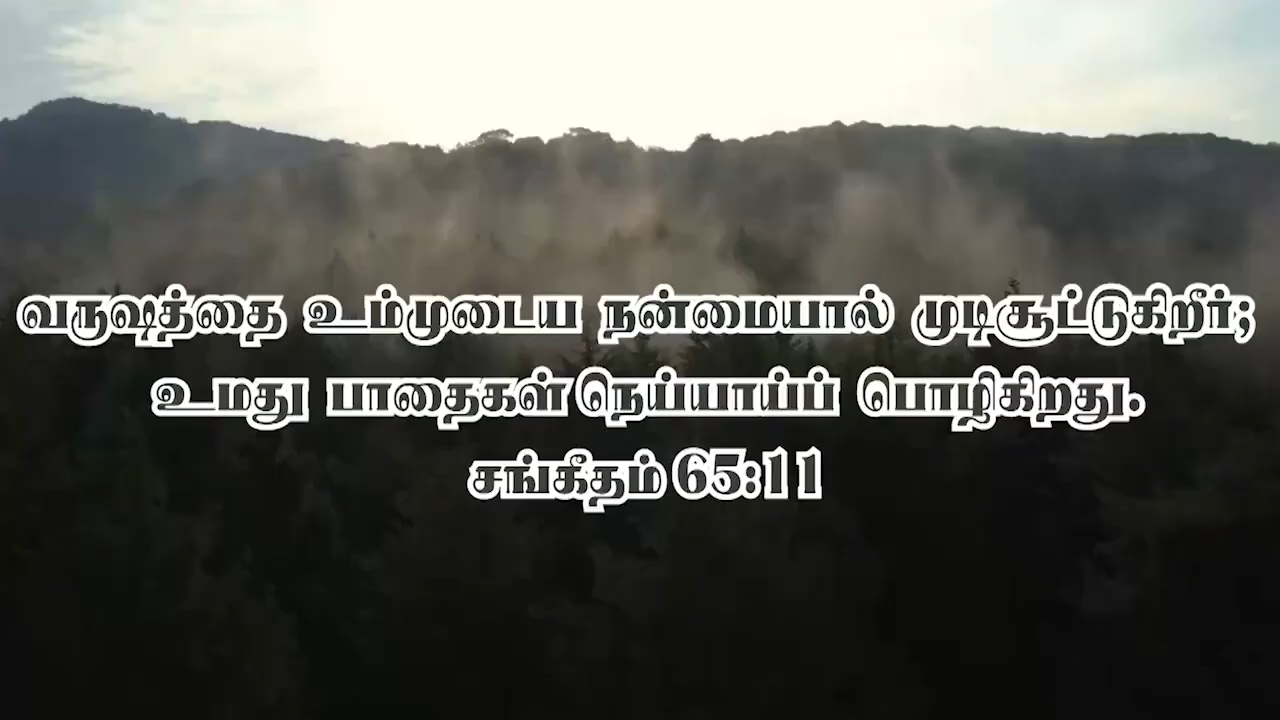 வருஷத்தை உம்முடைய நன்மையால் முடிசூட்டுகிறீர்;
உமது பாதைகள் நெய்யாய்ப் பொழிகிறது.
சங்கீதம் 65:11